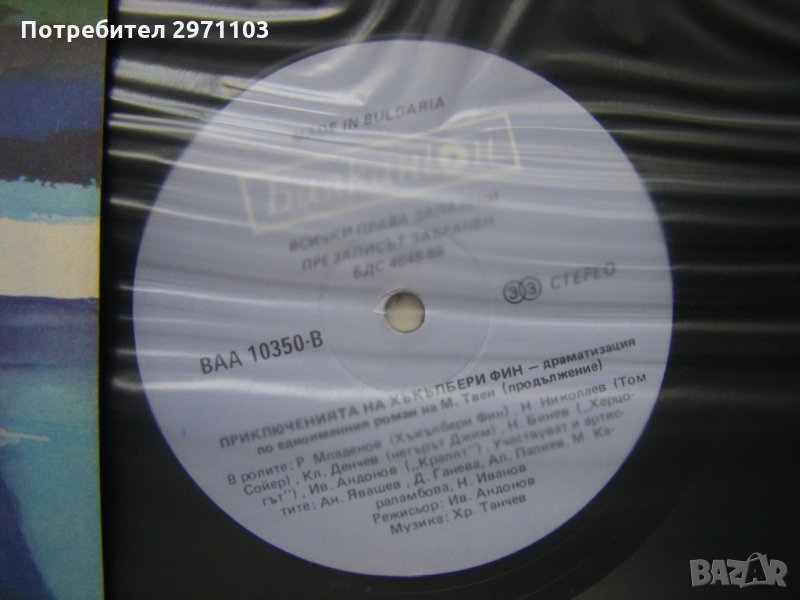 Потребител 2971103
MADE IN BULGARIA
Балкантон
ВСИЧКИ ПРАВА ЗАПАЗЕНИ
ПРЕЗАПИСЪТ ЗАБРАНЕН
БДС 4648-88
33 СТЕРЕО
ВАА 10350-В
ПРИКЛЮЧЕНИЯТА НА ХЪКЪЛБЕРИ ФИН — драматизация
по едноименния роман на М. Твен (продължение)
В ролите: Р. Младенов (Хъкълбери Фин), Н. Николаев (Том
Сойер), Кл. Денчев (негърът Джим), Н. Бинев („Херцо-
гът"), Ив. Андонов („Кралят"). Участвуват и артис-
тите: Ан. Явашев, Д. Ганева, Ал. Папиев, М. Ка-
раламбова, Н. Иванов
Режисьор: Ив. Андонов
Музика: Хр. Танчев
BAZAR